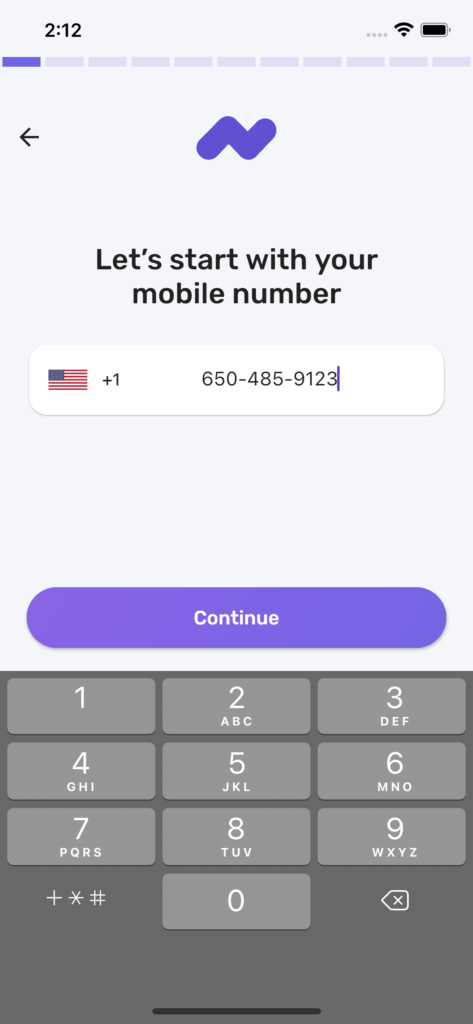 2:12
Let’s start with your
mobile number
+1 650-485-9123
Continue
1 2 3
ABC DEF
4 5 6
GHI JKL MNO
7 8 9
PQRS TUV WXYZ
+*# 0